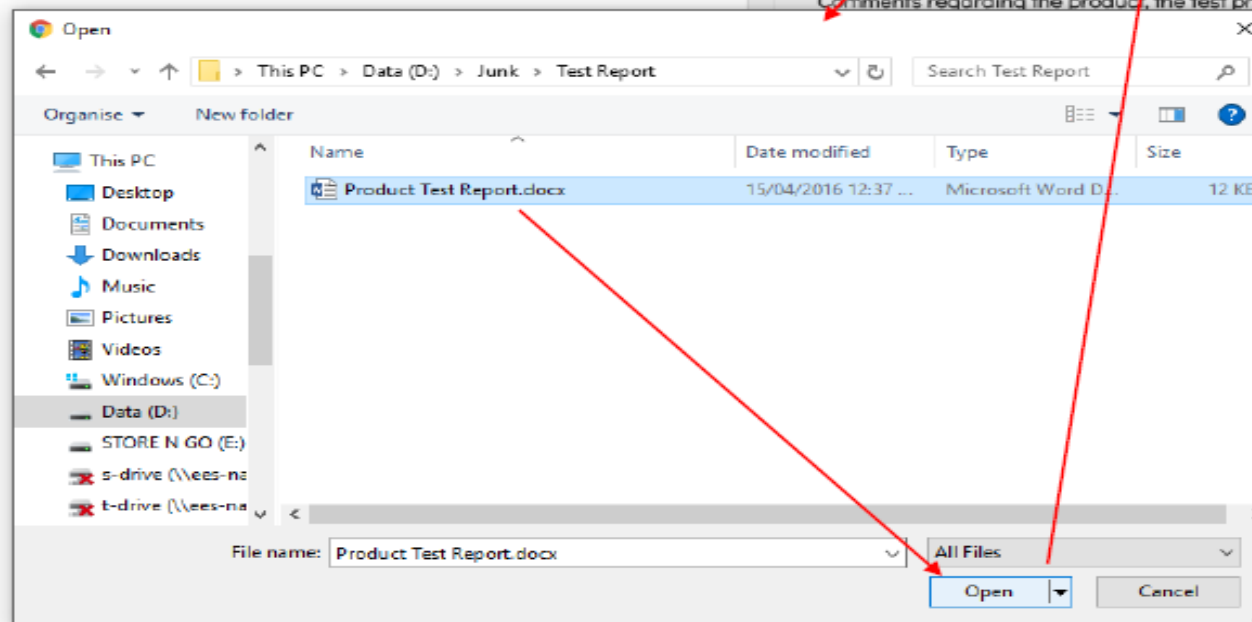 Comments regarding the product, the test pr
Open
This PC > Data (D:) > Junk > Test Report
Search Test Report
Organise
New folder
Name
Date modified
Type
Size
Product Test Report.docx
15/04/2016 12:37 ...
Microsoft Word D...
12 KB
This PC
Desktop
Documents
Downloads
Music
Pictures
Videos
Windows (C:)
Data (D:)
STORE N GO (E:)
s-drive (\\ees-na
t-drive (\\ees-na
File name: Product Test Report.docx
All Files
Open
Cancel